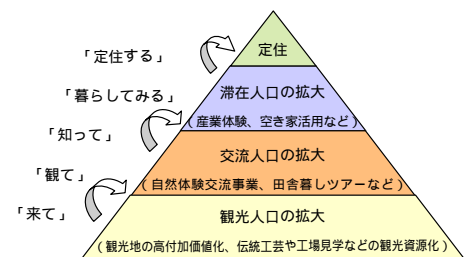 定住
「定住する」
滞在人口の拡大
「暮らしてみる」
（産業体験、空き家活用など）
「知って」
交流人口の拡大
「観て」
（自然体験交流事業、田舎暮しツアーなど）
「来て」
観光人口の拡大
（観光地の高付加価値化、伝統工芸や工場見学などの観光資源化）